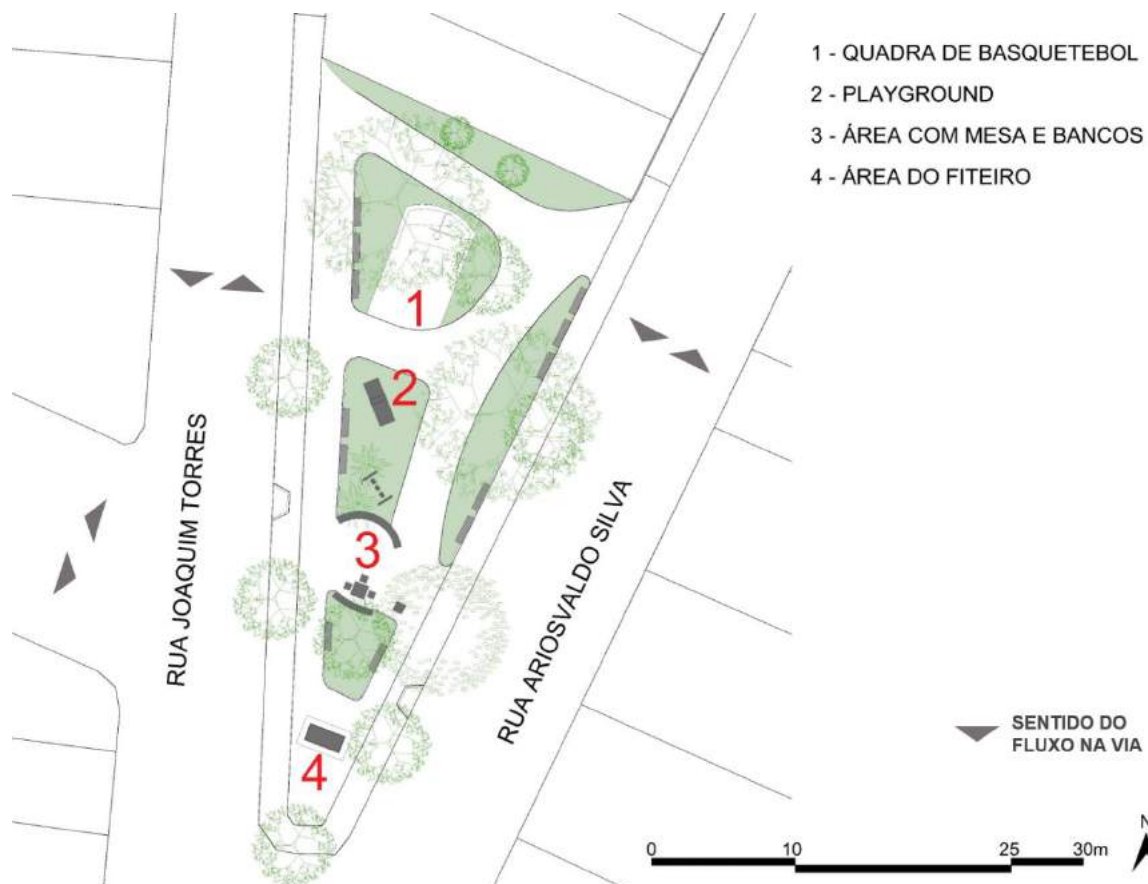 1 - QUADRA DE BASQUETEBOL
2 - PLAYGROUND
3 - ÁREA COM MESA E BANCOS
4 - ÁREA DO FITEIRO
1
2
3
4
RUA JOAQUIM TORRES
RUA ARIOSVALDO SILVA
SENTIDO DO
FLUXO NA VIA
0 10 25 30m
N